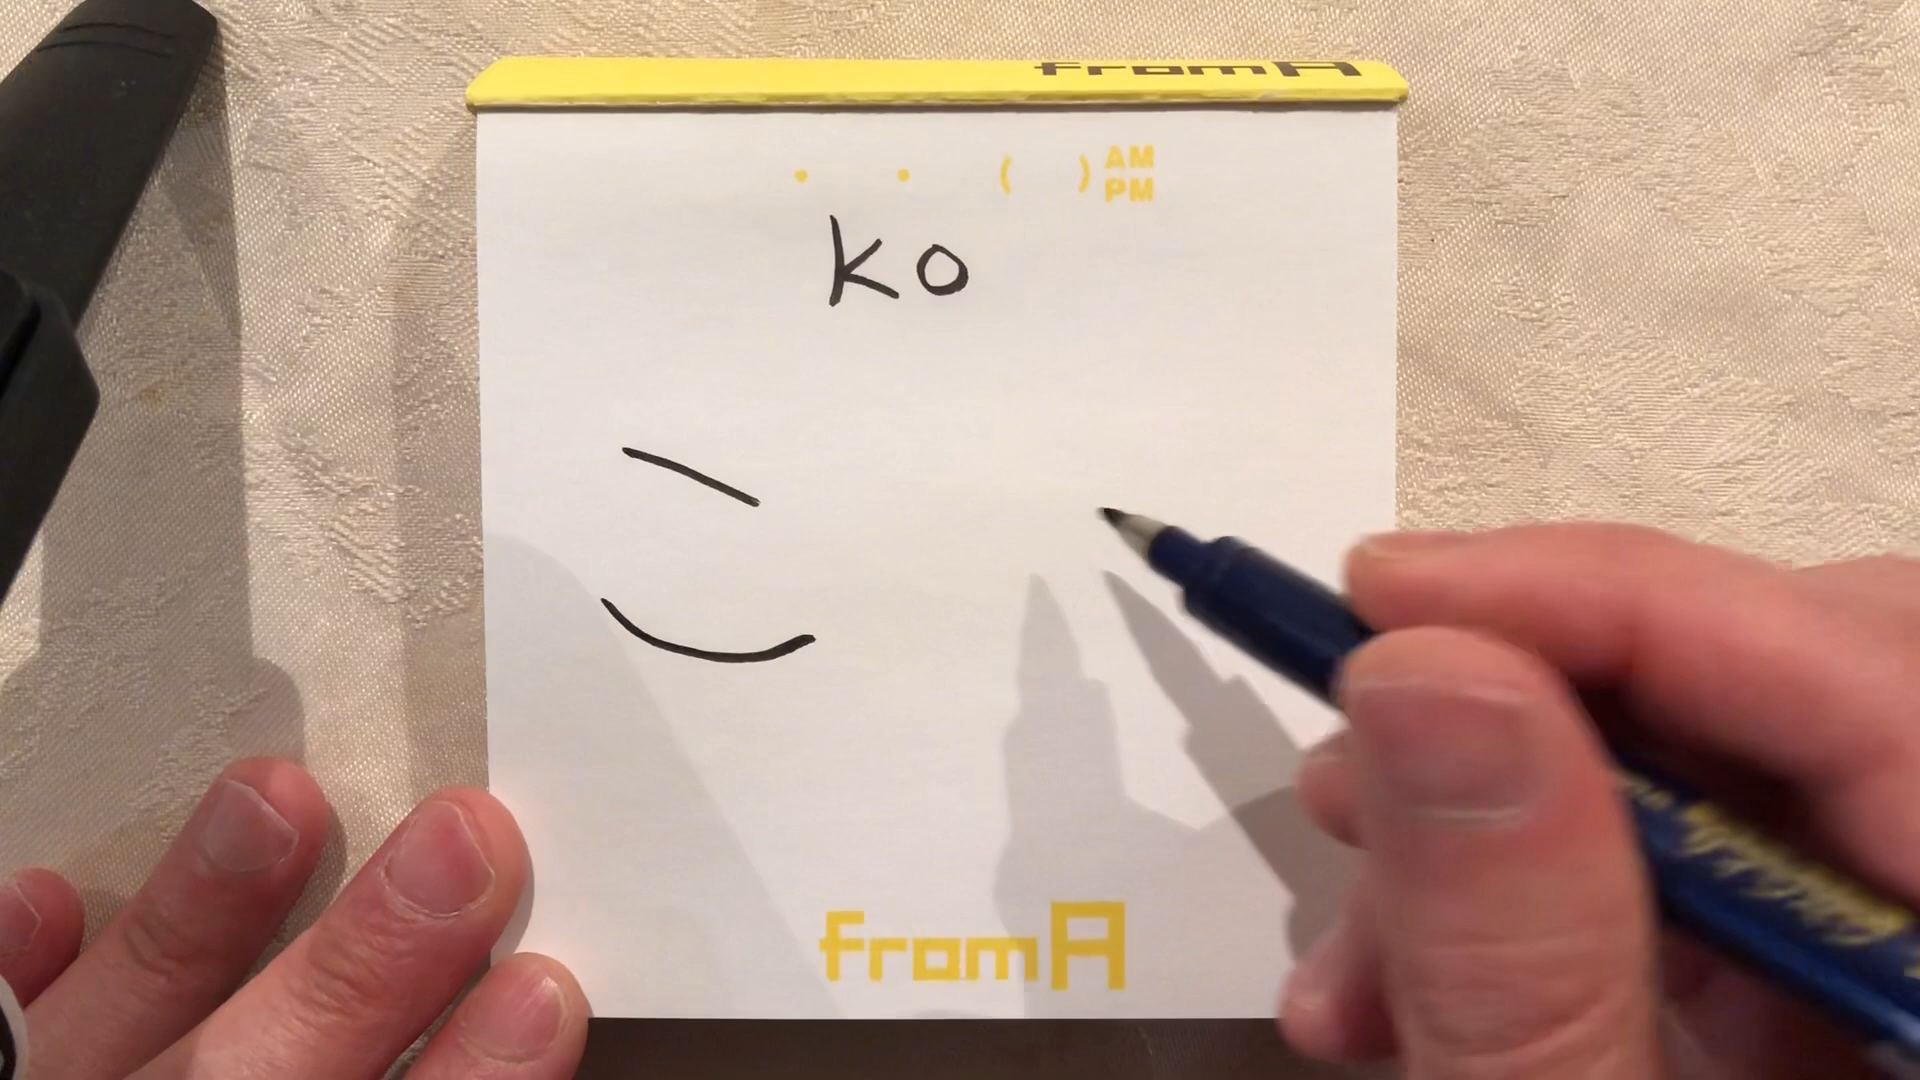 fromA
・ ・ ( ) AM
PM
ko
こ
fromA